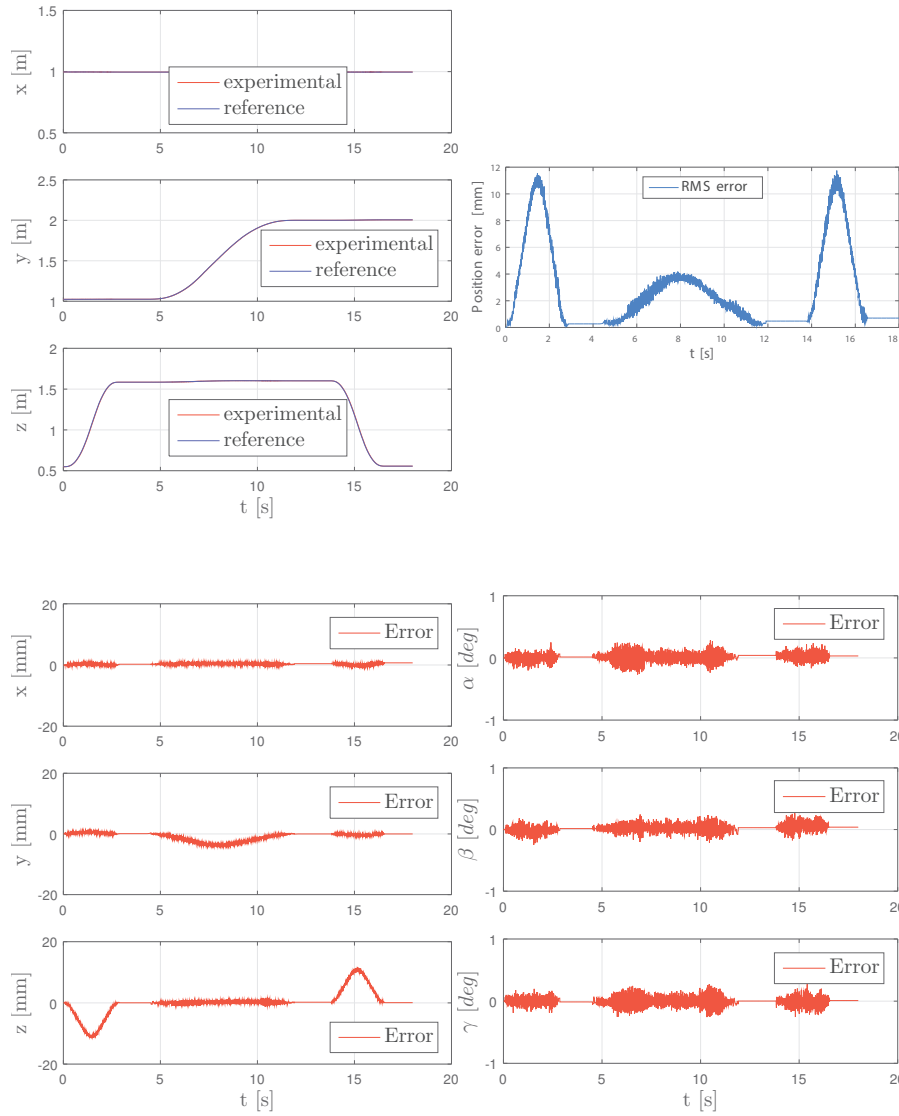 1.5
1
0.5
x [m]
experimental
reference
0 5 10 15 20
2.5
2
1.5
1
y [m]
experimental
reference
0 5 10 15 20
2
1.5
1
0.5
z [m]
experimental
reference
0 5 10 15 20
t [s]
12
10
8
6
4
2
0
Position error [mm]
RMS error
0 2 4 6 8 10 12 14 16 18
t [s]
20
0
-20
x [mm]
Error
0 5 10 15 20
1
0
-1
α [deg]
Error
0 5 10 15 20
20
0
-20
y [mm]
Error
0 5 10 15 20
1
0
-1
β [deg]
Error
0 5 10 15 20
20
0
-20
z [mm]
Error
0 5 10 15 20
t [s]
1
0
-1
γ [deg]
Error
0 5 10 15 20
t [s]